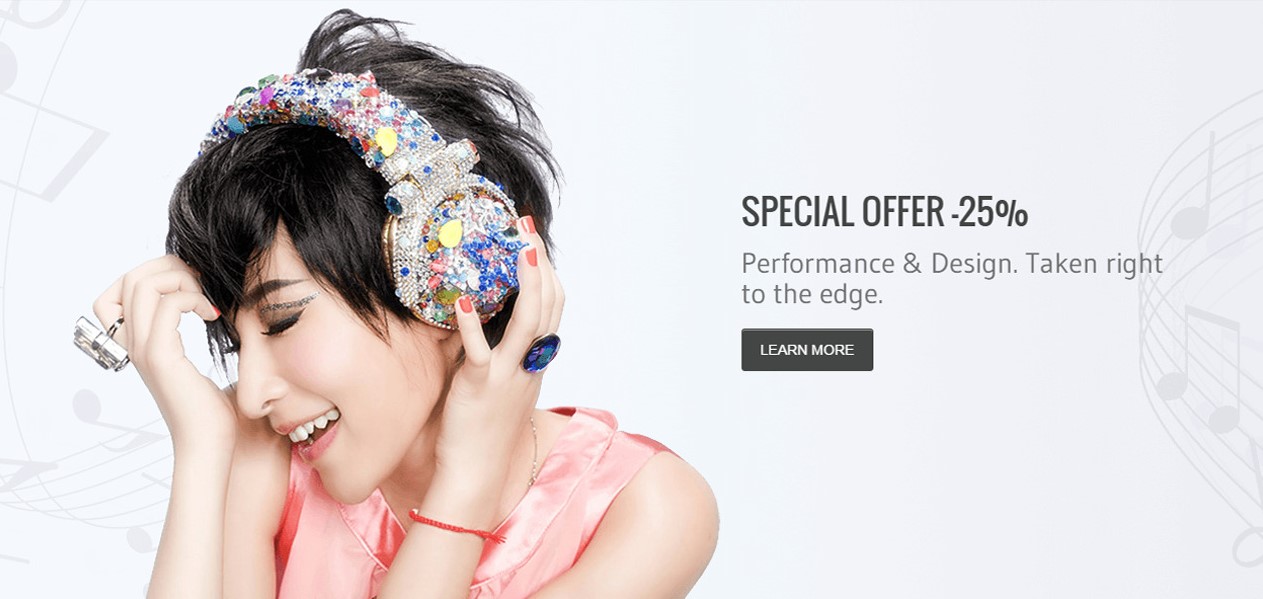 SPECIAL OFFER -25%
Performance & Design. Taken right
to the edge.
LEARN MORE